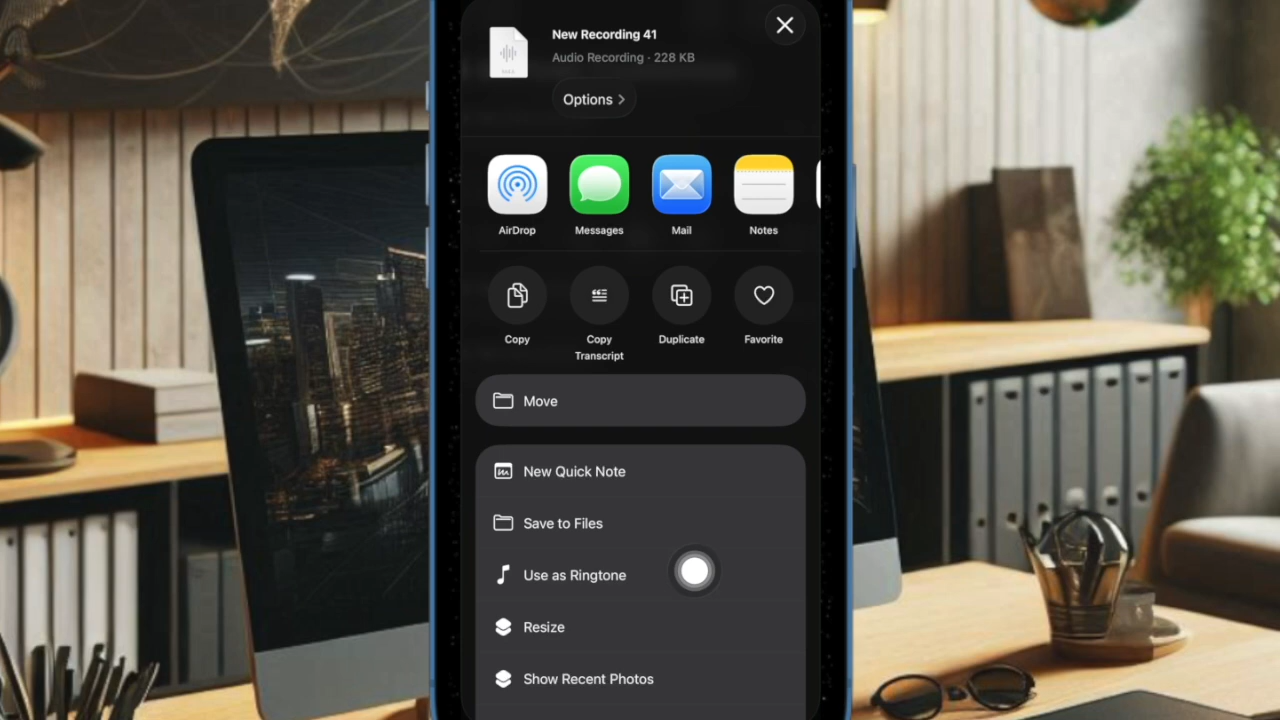 New Recording 41
Audio Recording · 228 KB
Options
AirDrop
Messages
Mail
Notes
Copy
Copy
Transcript
Duplicate
Favorite
Move
New Quick Note
Save to Files
Use as Ringtone
Resize
Show Recent Photos